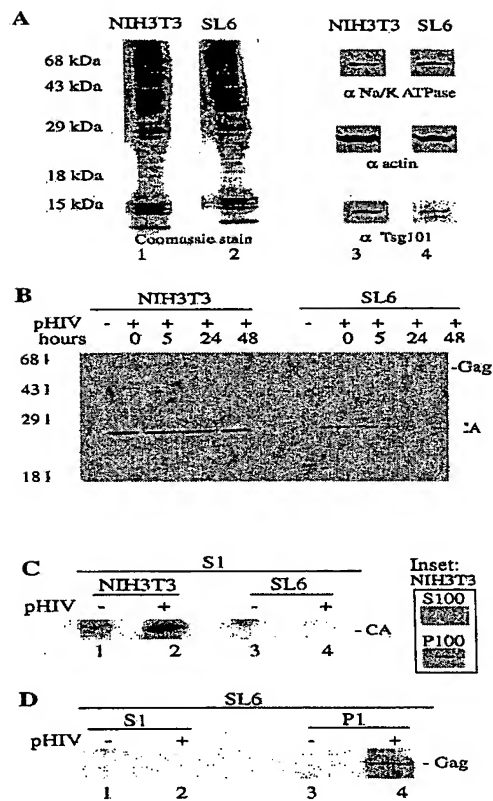 A
NIH3T3 SL6
68 kDa
43 kDa
29 kDa
18 kDa
15 kDa
Coomassie stain
1 2
NIH3T3 SL6
α Na/K ATPase
α actin
α Tsg101
3 4
B
NIH3T3 SL6
pHIV - + + + + - + + + +
hours 0 5 24 48 0 5 24 48
68
43
29
18
-Gag
C
S1
NIH3T3 SL6
pHIV - + - +
-CA
1 2 3 4
Inset:
NIH3T3
S100
P100
D
SL6
S1 P1
pHIV - + - +
- Gag
1 2 3 4